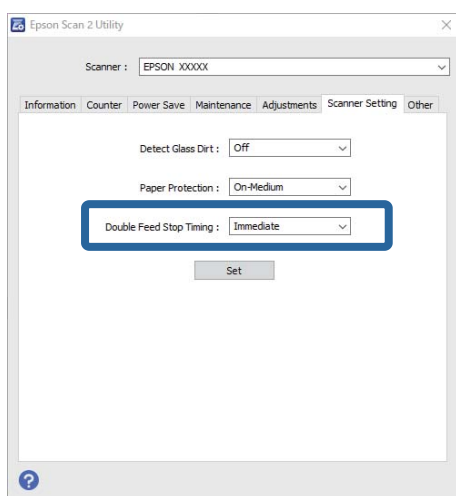 Epson Scan 2 Utility
Scanner : EPSON XXXXX
Information Counter Power Save Maintenance Adjustments Scanner Setting Other
Detect Glass Dirt : Off
Paper Protection : On-Medium
Double Feed Stop Timing : Immediate
Set
?